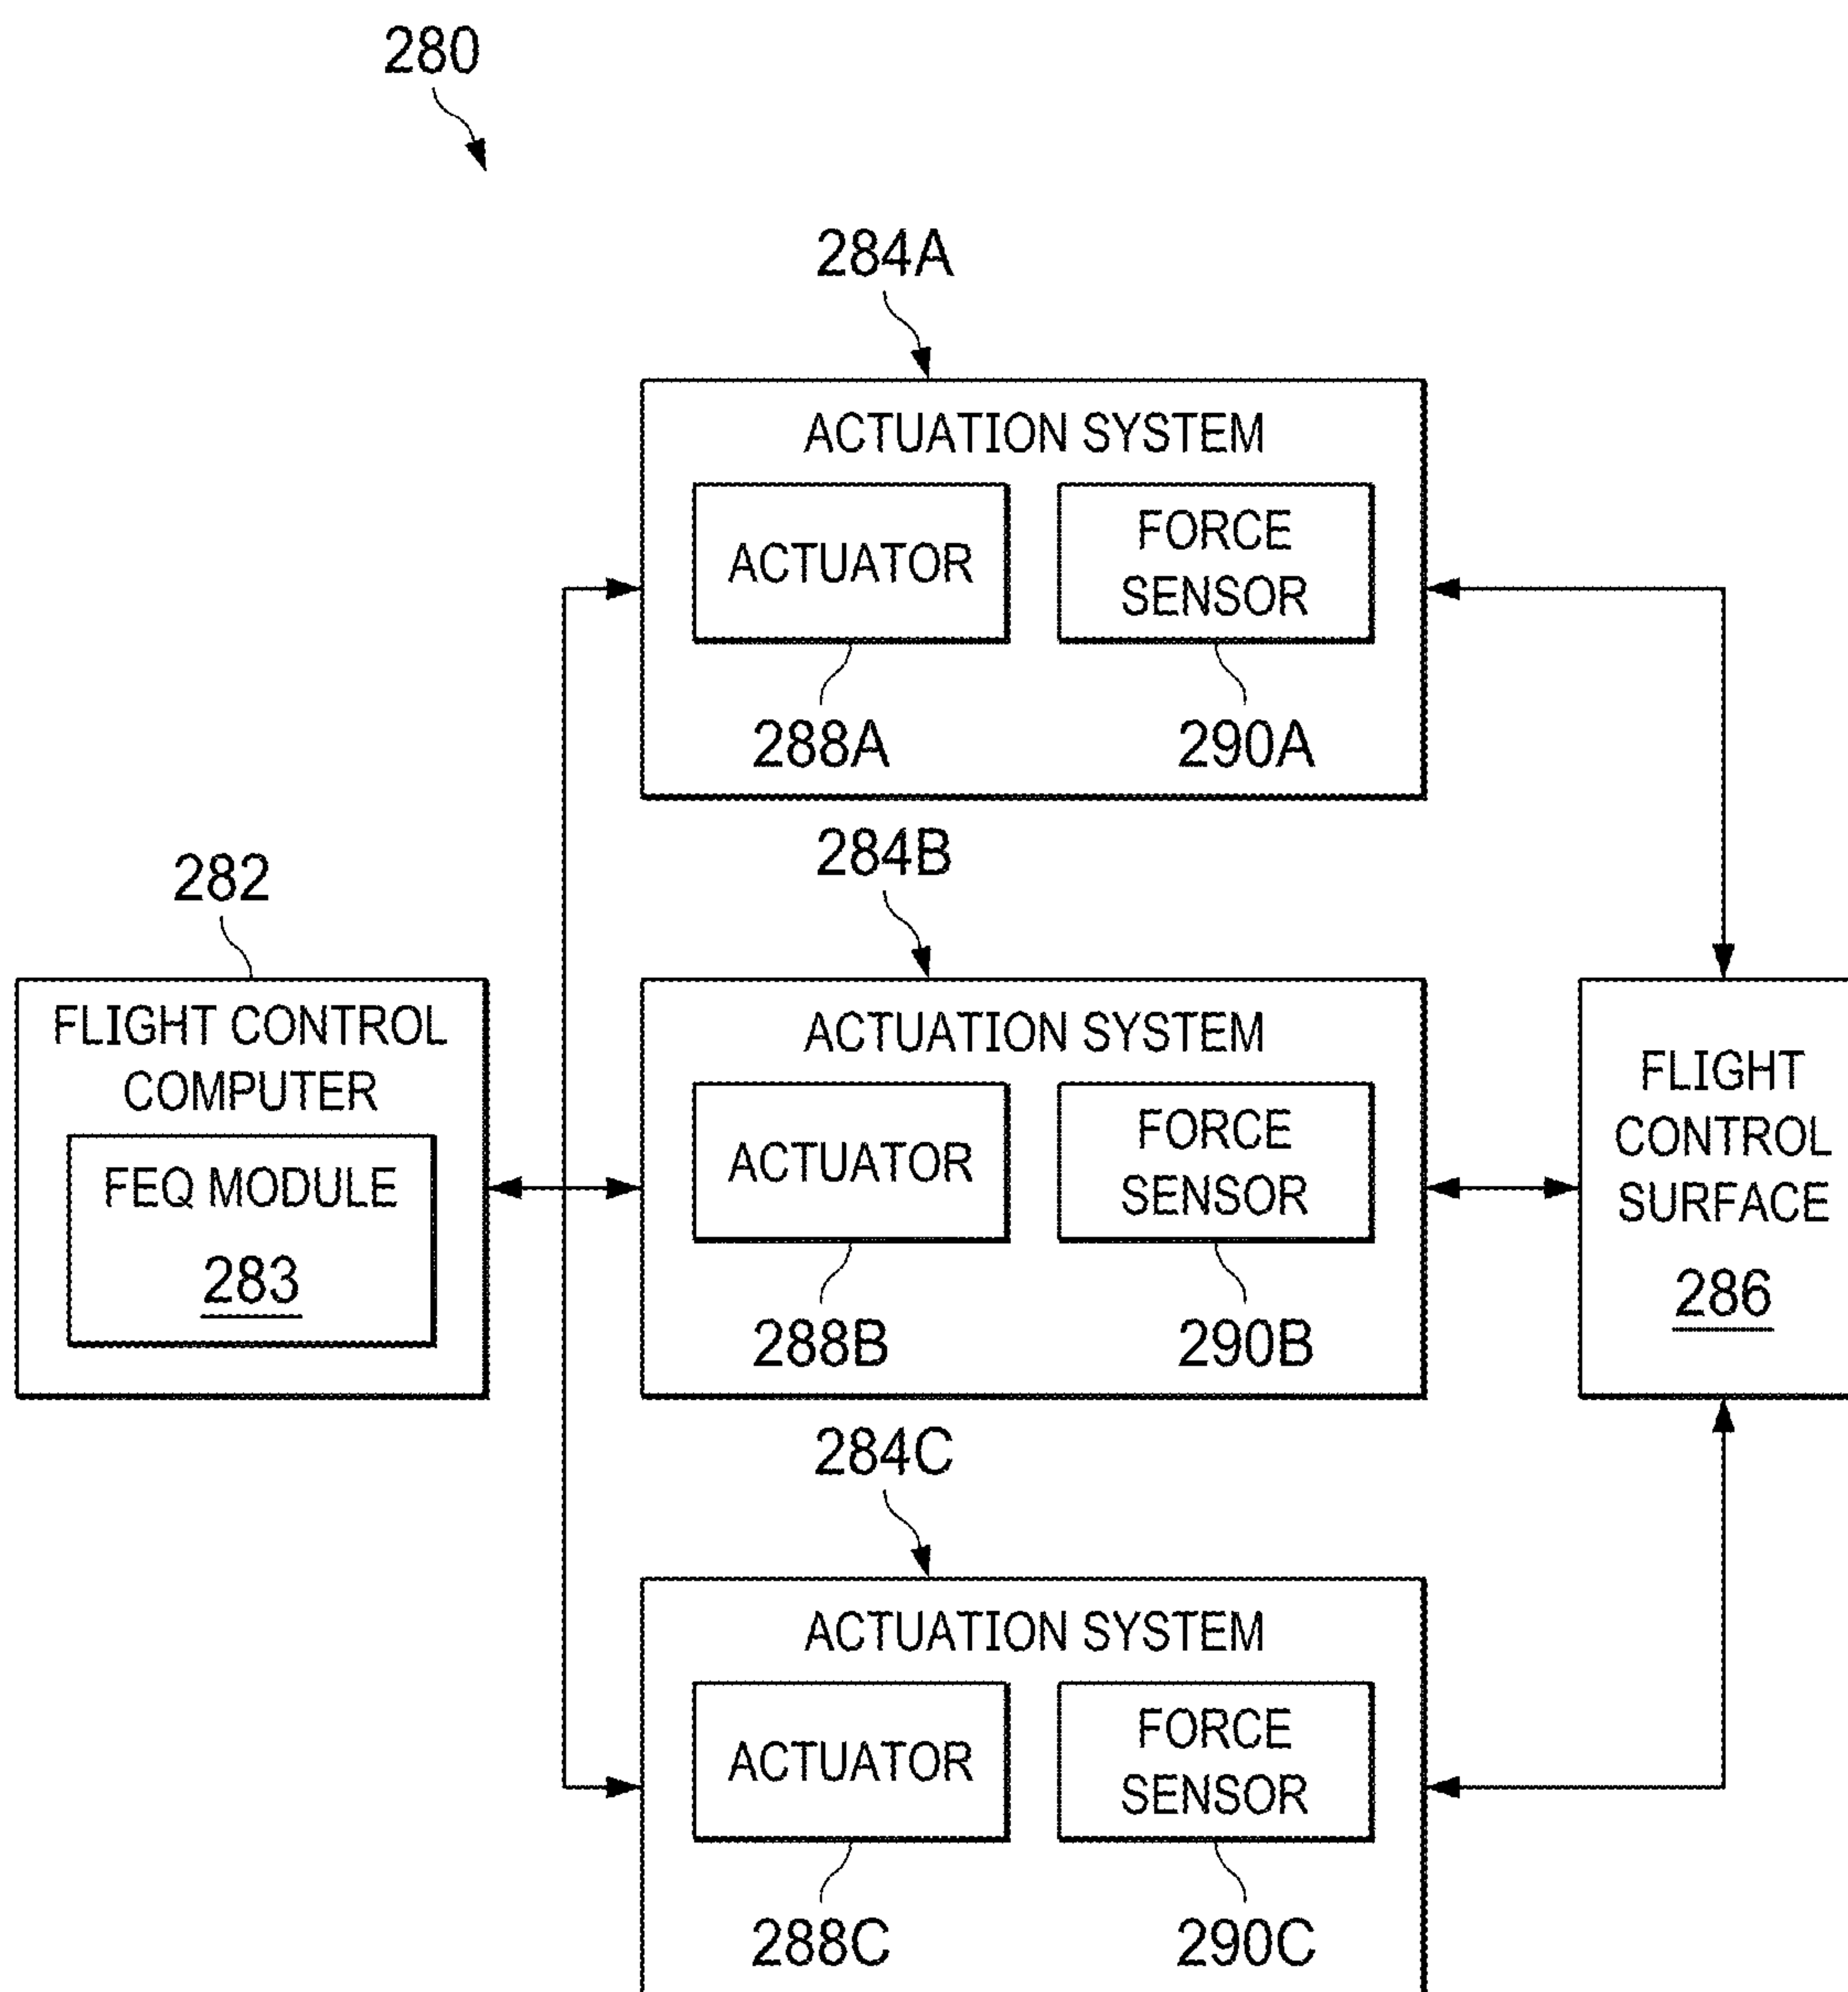 280
284A
ACTUATION SYSTEM
ACTUATOR
FORCE
SENSOR
288A
290A
284B
282
FLIGHT CONTROL
COMPUTER
FEQ MODULE
283
ACTUATION SYSTEM
ACTUATOR
FORCE
SENSOR
288B
290B
FLIGHT
CONTROL
SURFACE
286
284C
ACTUATION SYSTEM
ACTUATOR
FORCE
SENSOR
288C
290C